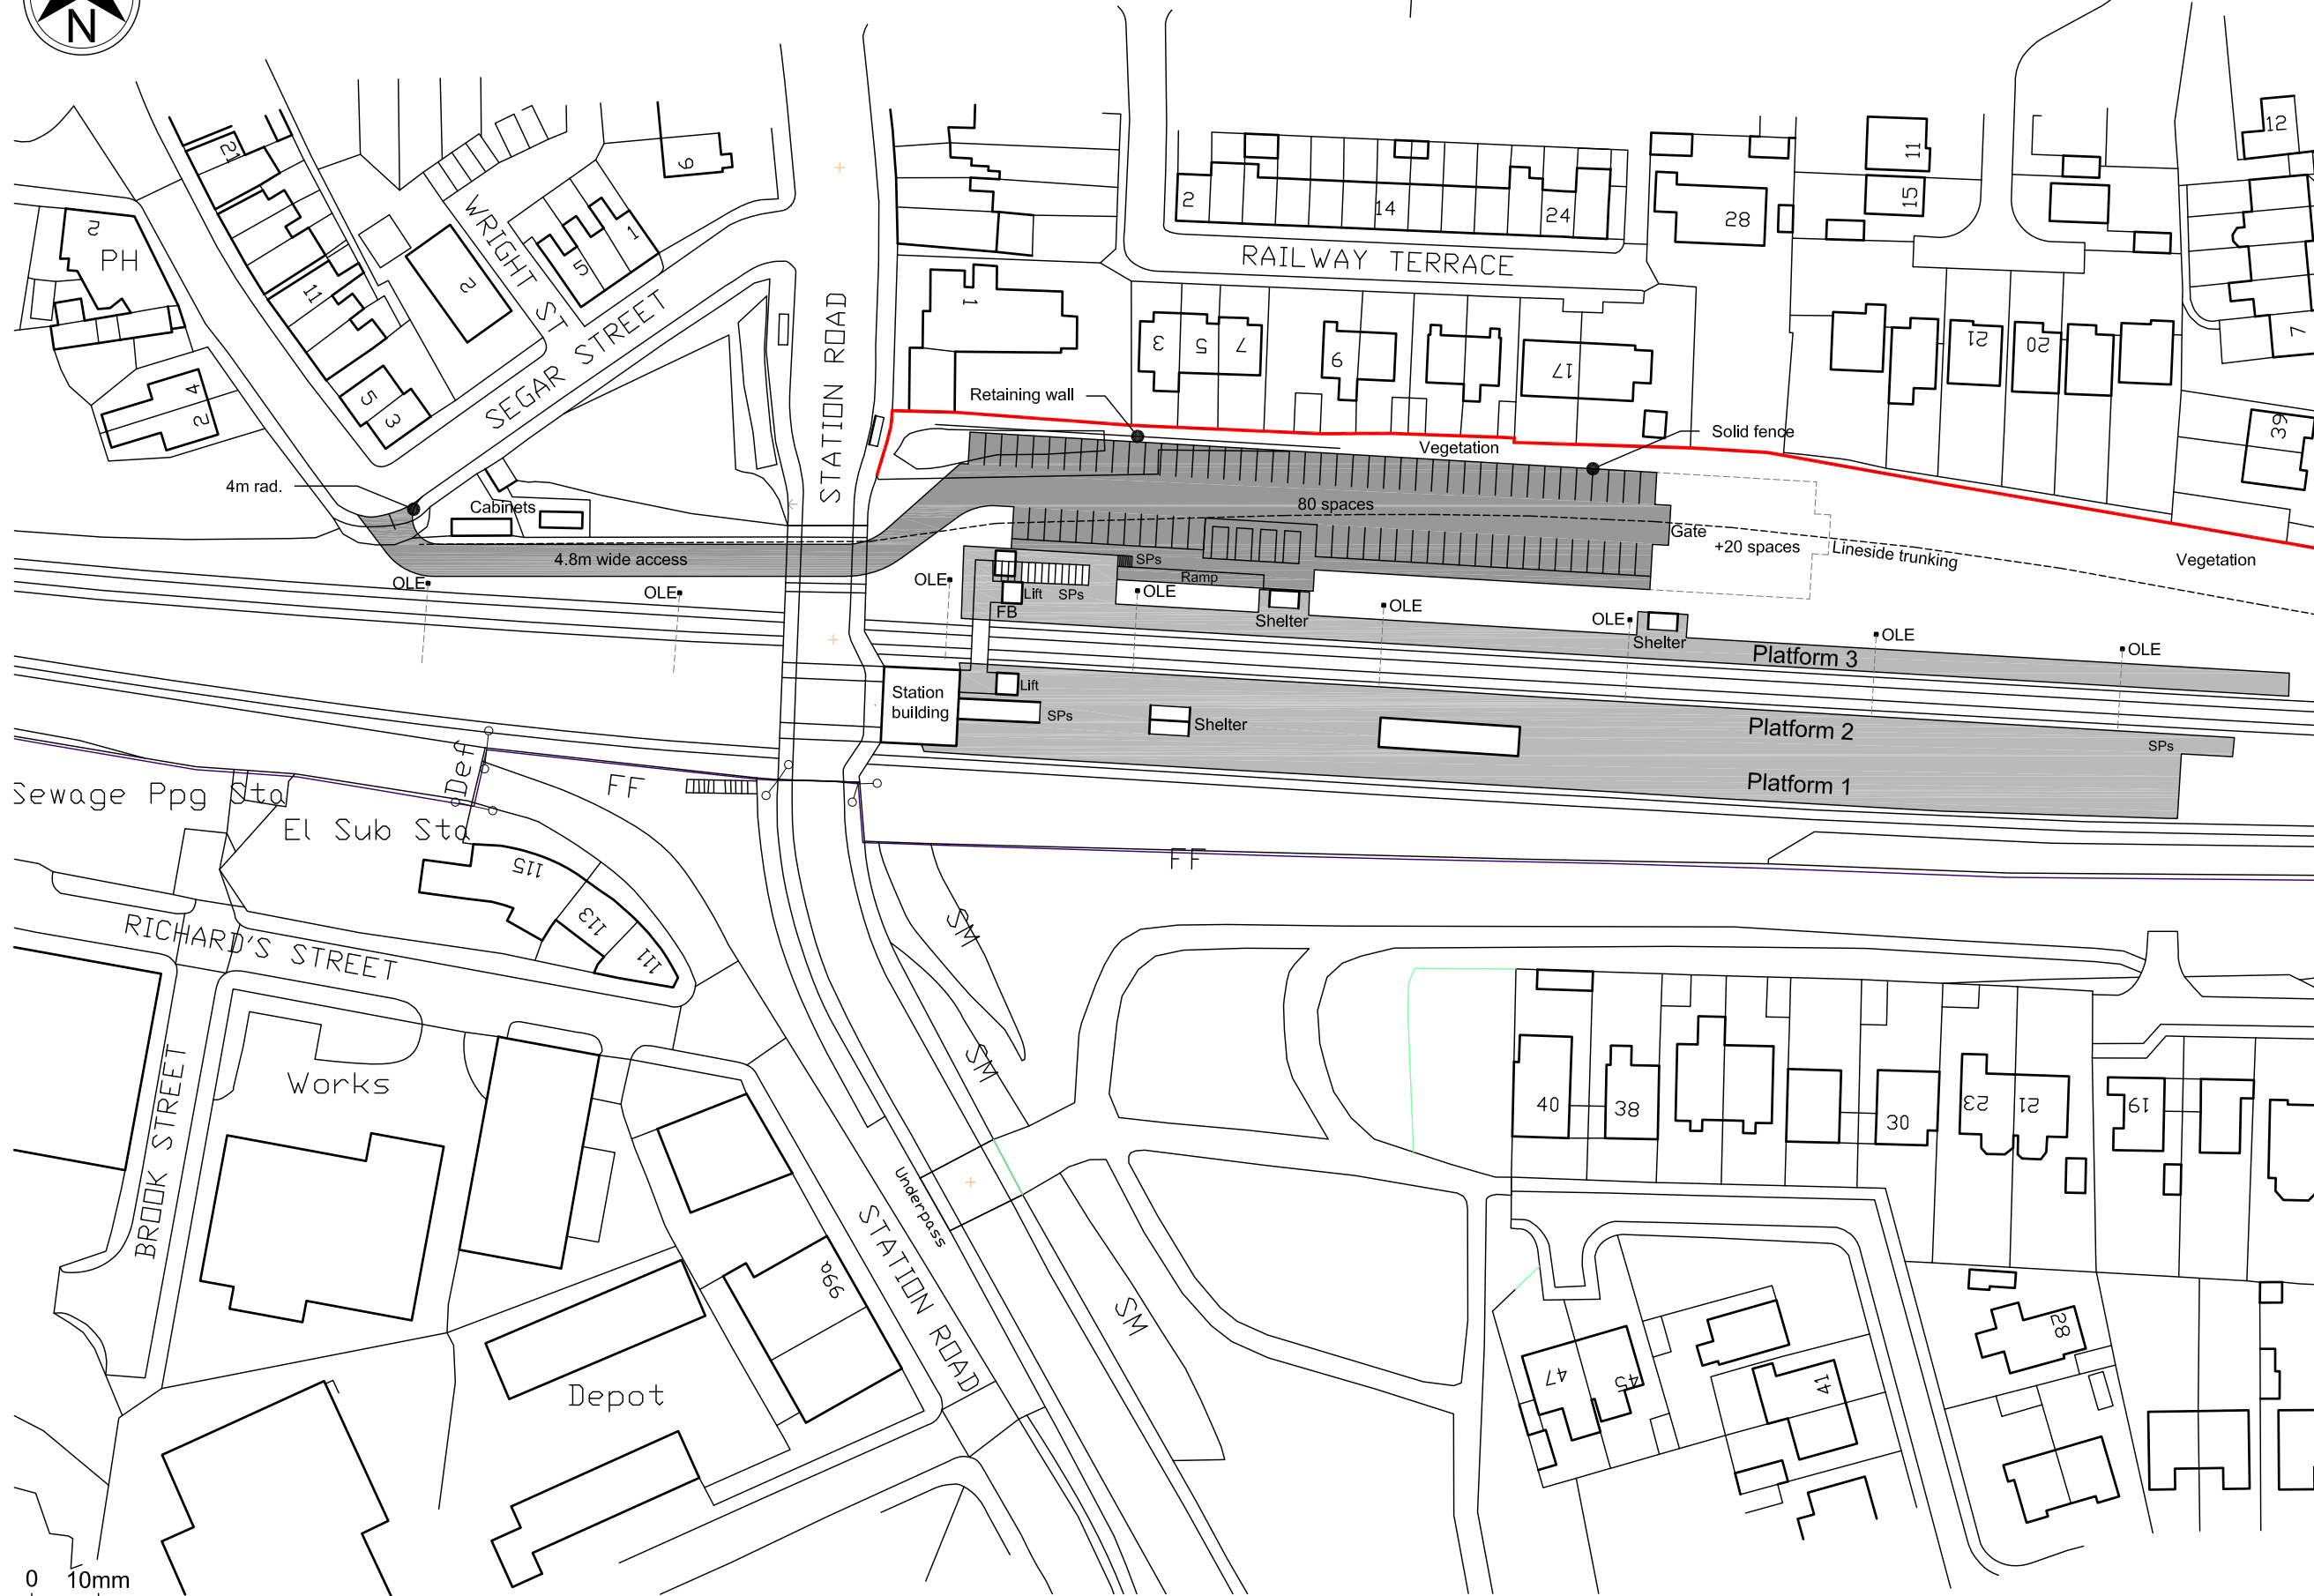 N
21
6
12
11
15
2
14
24
28
WRIGHT ST
1
5
2
PH
2
11
RAILWAY TERRACE
SEGAR STREET
STATION ROAD
1
3
5
7
9
17
21
20
7
39
5
3
4
2
Retaining wall
Vegetation
Solid fence
4m rad.
Cabinets
80 spaces
Gate
+20 spaces
Lineside trunking
Vegetation
4.8m wide access
SPs
Ramp
OLE
OLE
OLE
Lift
SPs
FB
OLE
Shelter
OLE
OLE
Shelter
OLE
OLE
Platform 3
Station
building
Lift
SPs
Shelter
Platform 2
SPs
Platform 1
Def
FF
Sewage Ppg Sta
El Sub Sta
FF
115
113
111
RICHARD'S STREET
SM
SM
Works
BROOK STREET
40
38
30
23
21
19
Underpass
STATION ROAD
99a
SM
Depot
47
45
41
28
0
10mm